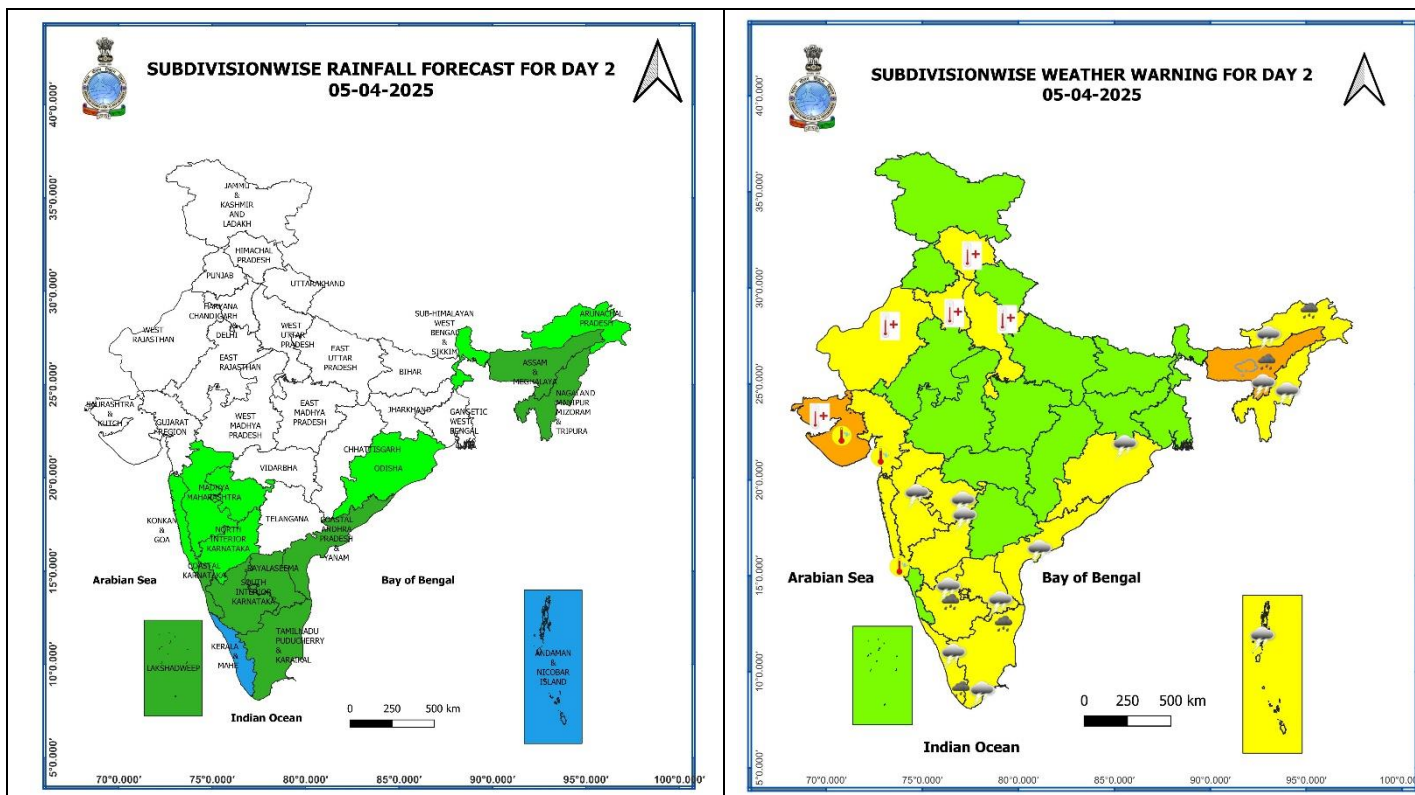 SUBDIVISIONWISE RAINFALL FORECAST FOR DAY 2
05-04-2025
40°0.000'
35°0.000'
30°0.000'
25°0.000'
20°0.000'
15°0.000'
10°0.000'
5°0.000'
JAMMU
&
KASHMIR
AND
LADAKH
HIMACHAL
PRADESH
PUNJAB
UTTARAKHAND
HARYANA
CHANDIGARH
&
DELHI
WEST
RAJASTHAN
WEST
UTTAR
PRADESH
SUB-HIMALAYAN
WEST
BENGAL
&
SIKKIM
ARUNACHAL
PRADESH
EAST
RAJASTHAN
EAST
UTTAR
PRADESH
BIHAR
ASSAM
&
MEGHALAYA
NAGALAND
MANIPUR
MIZORAM
&
TRIPURA
SAURASHTRA
&
KUTCH
GUJARAT
REGION
WEST
MADHYA
PRADESH
EAST
MADHYA
PRADESH
JHARKHAND
GANGETIC
WEST
BENGAL
CHHATTISGARH
ODISHA
VIDARBHA
MADHYA
MAHARASHTRA
KONKAN
&
GOA
TELANGANA
COASTAL
ANDHRA
PRADESH
&
YANAM
NORTH
INTERIOR
KARNATAKA
COASTAL
KARNATAKA
RAYALASEEMA
SOUTH
INTERIOR
KARNATAKA
Arabian Sea
Bay of Bengal
TAMILNADU
PUDUCHERRY
&
KARAIKAL
KERALA
&
MAHE
LAKSHADWEEP
ANDAMAN
&
NICOBAR
ISLAND
Indian Ocean
0 250 500 km
70°0.000' 75°0.000' 80°0.000' 85°0.000' 90°0.000' 95°0.000' 100°0.000'
SUBDIVISIONWISE WEATHER WARNING FOR DAY 2
05-04-2025
40°0.000'
35°0.000'
30°0.000'
25°0.000'
20°0.000'
15°0.000'
10°0.000'
5°0.000'
Arabian Sea
Bay of Bengal
Indian Ocean
0 250 500 km
70°0.000' 75°0.000' 80°0.000' 85°0.000' 90°0.000' 95°0.000'